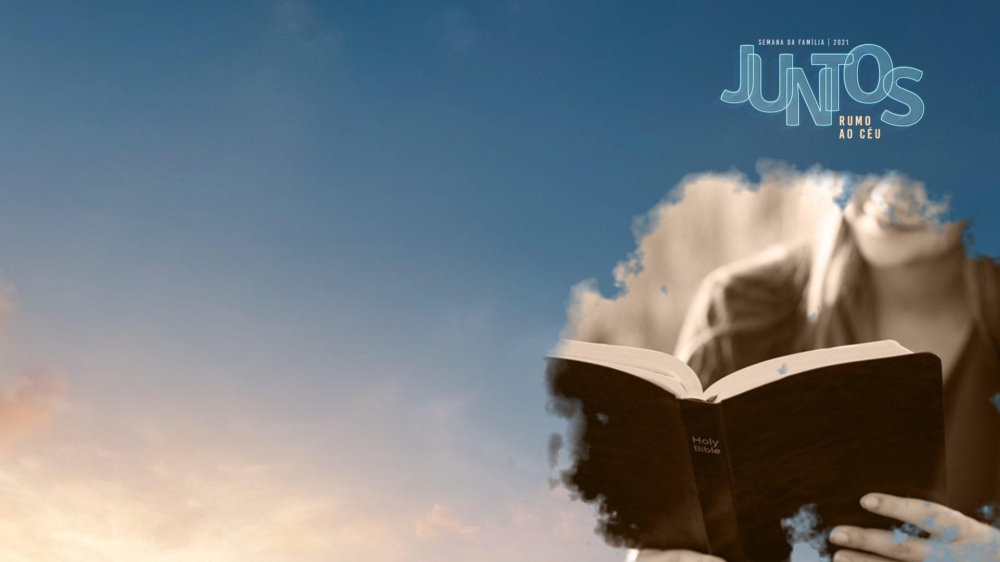 SEMANA DA FAMÍLIA | 2021
JUNTOS
RUMO
AO CÉU
Holy
Bible